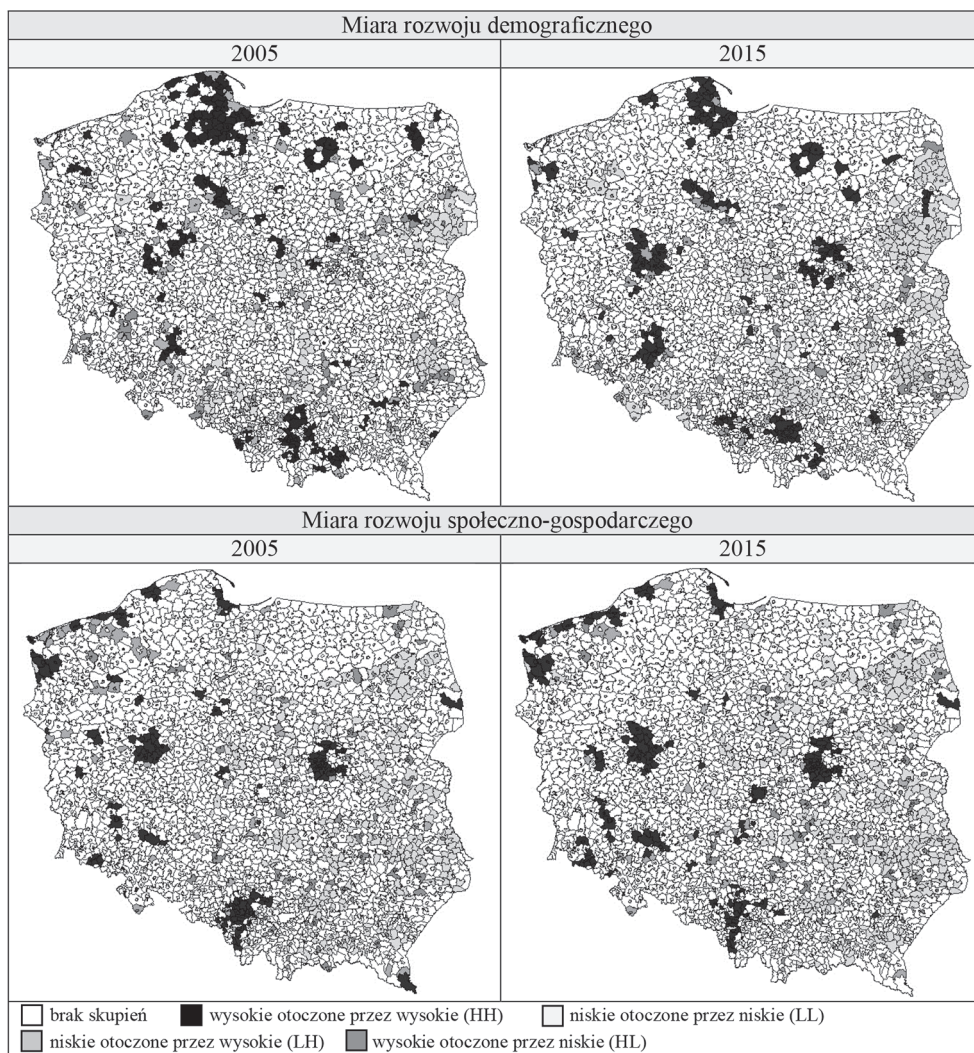 Miara rozwoju demograficznego
2005 2015
Miara rozwoju społeczno-gospodarczego
2005 2015
brak skupień wysokie otoczone przez wysokie (HH) niskie otoczone przez niskie (LL)
niskie otoczone przez wysokie (LH) wysokie otoczone przez niskie (HL)